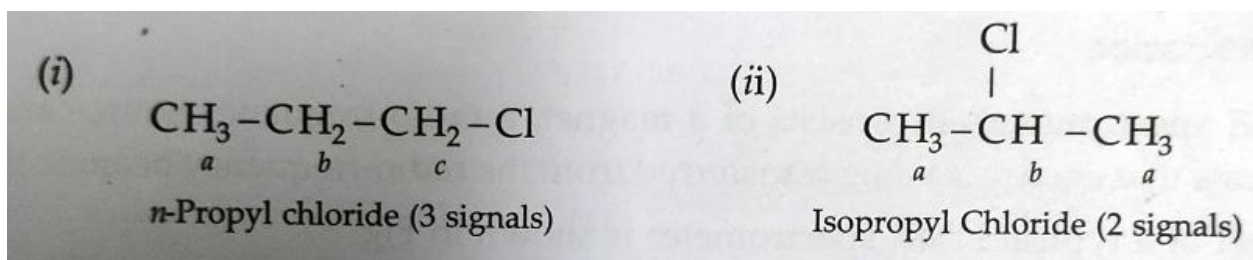 (i)
CH₃–CH₂–CH₂–Cl
a b c
n-Propyl chloride (3 signals)
(ii)
Cl
|
CH₃–CH –CH₃
a b a
Isopropyl Chloride (2 signals)